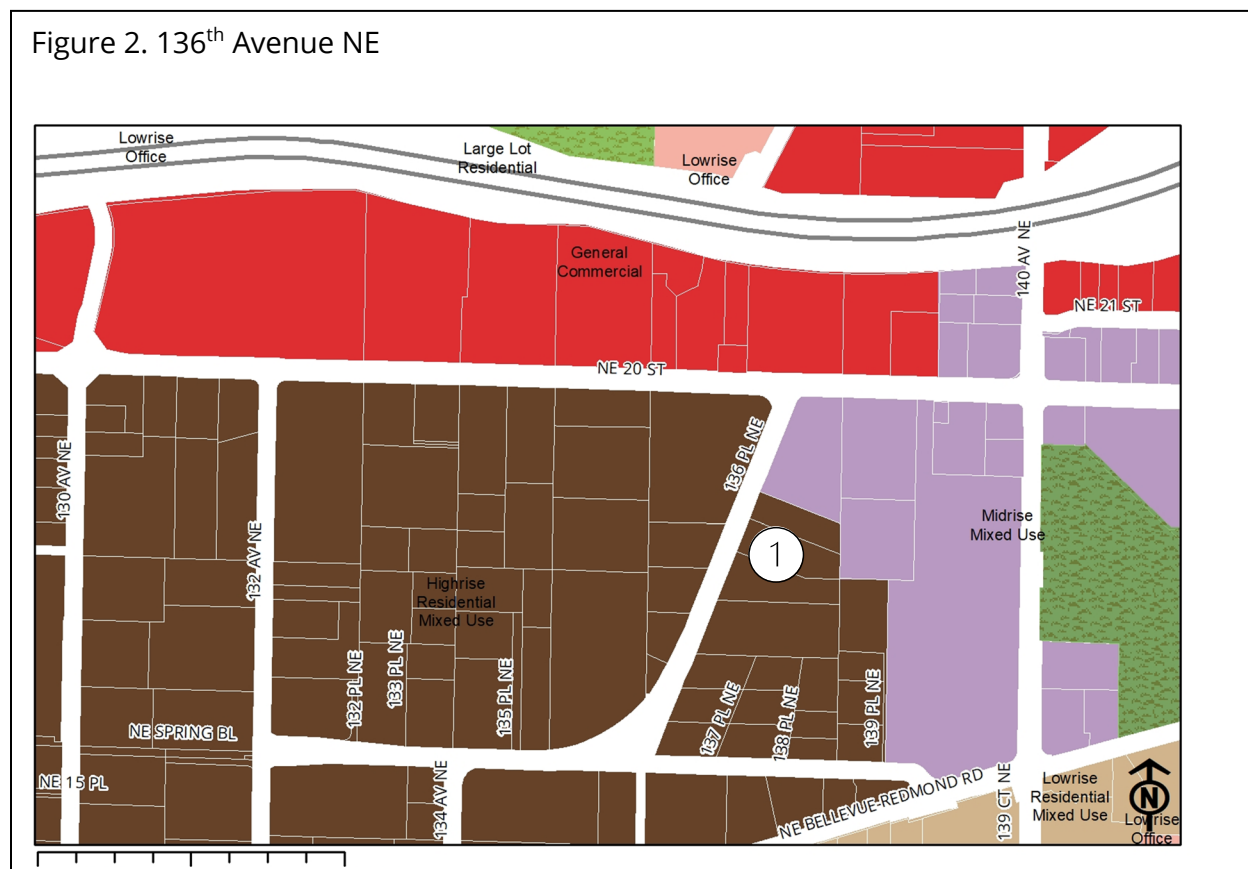 Figure 2. 136th Avenue NE
Lowrise
Office
Large Lot
Residential
Lowrise
Office
General
Commercial
140 AV NE
NE 21 ST
NE 20 ST
136 PL NE
130 AV NE
132 AV NE
Midrise
Mixed Use
1
Highrise
Residential
Mixed Use
132 PL NE
133 PL NE
135 PL NE
137 PL NE
138 PL NE
139 PL NE
NE SPRING BL
NE 15 PL
134 AV NE
NE BELLEVUE-REDMOND RD
139 CT NE
Lowrise
Residential
Mixed Use
N
Lowrise
Office